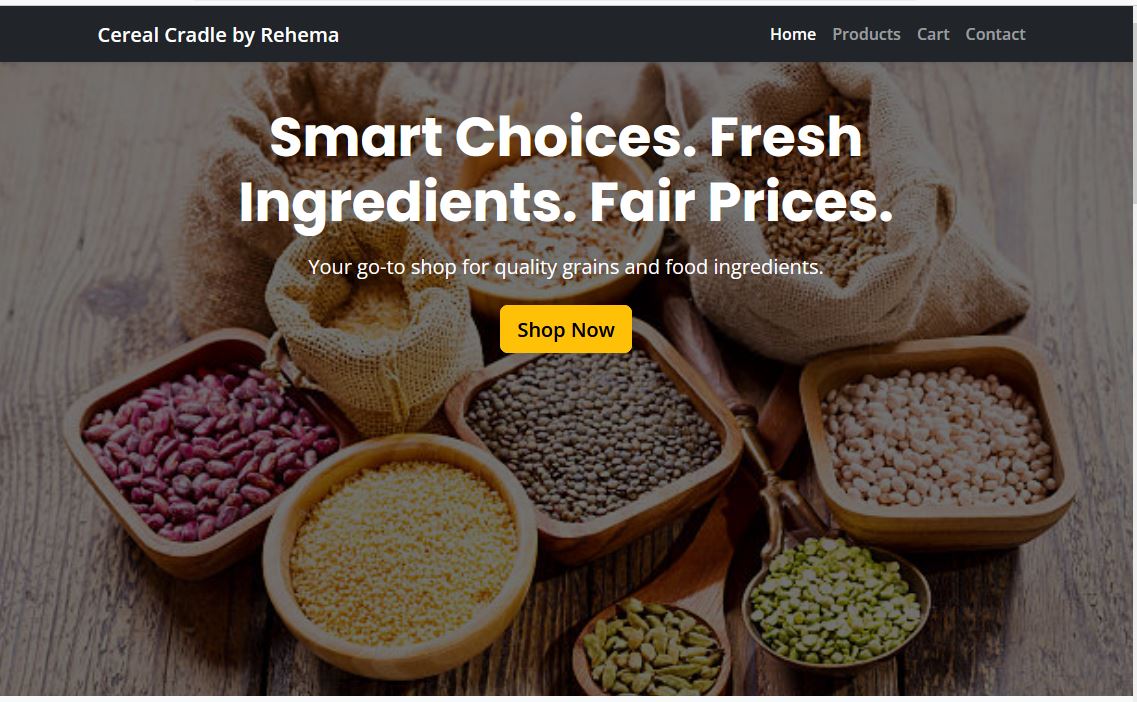 Cereal Cradle by Rehema
Home Products Cart Contact
Smart Choices. Fresh
Ingredients. Fair Prices.
Your go-to shop for quality grains and food ingredients.
Shop Now